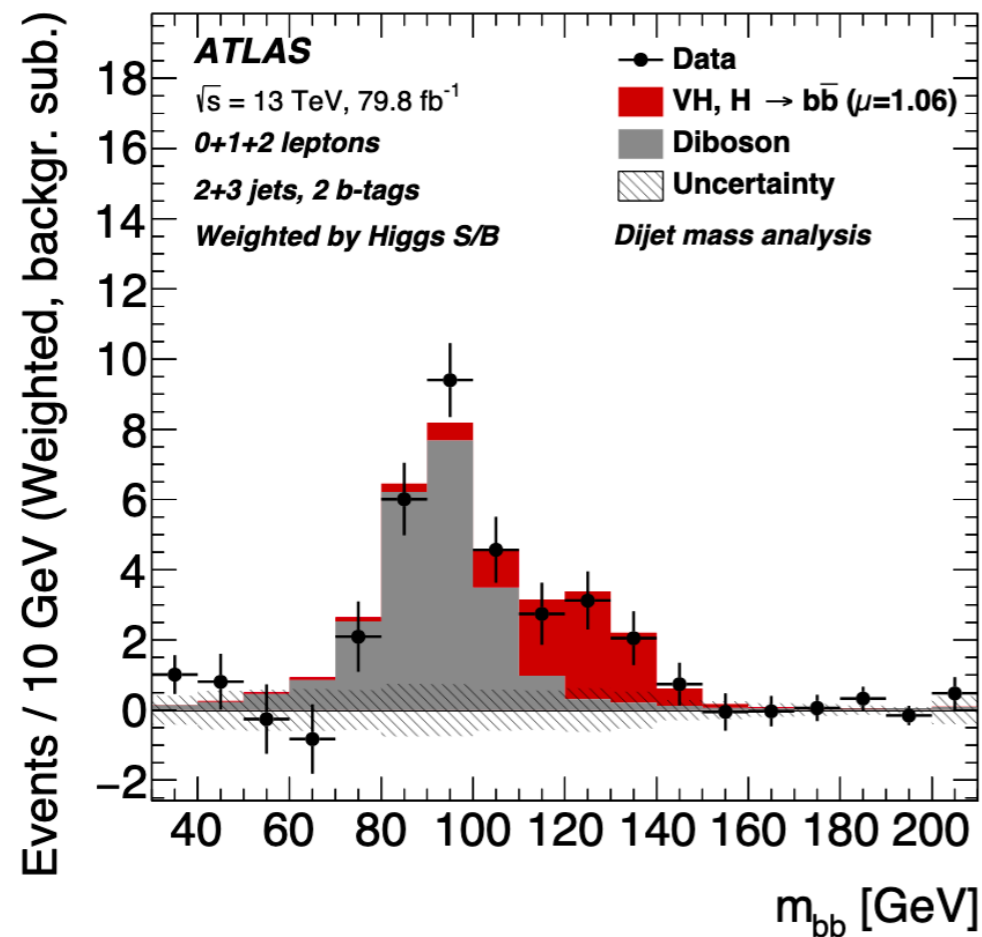 ATLAS
√s = 13 TeV, 79.8 fb⁻¹
0+1+2 leptons
2+3 jets, 2 b-tags
Weighted by Higgs S/B
Data
VH, H → bb̄ (μ=1.06)
Diboson
Uncertainty
Dijet mass analysis
Events / 10 GeV (Weighted, backgr. sub.)
18
16
14
12
10
8
6
4
2
0
−2
40 60 80 100 120 140 160 180 200
m_bb [GeV]